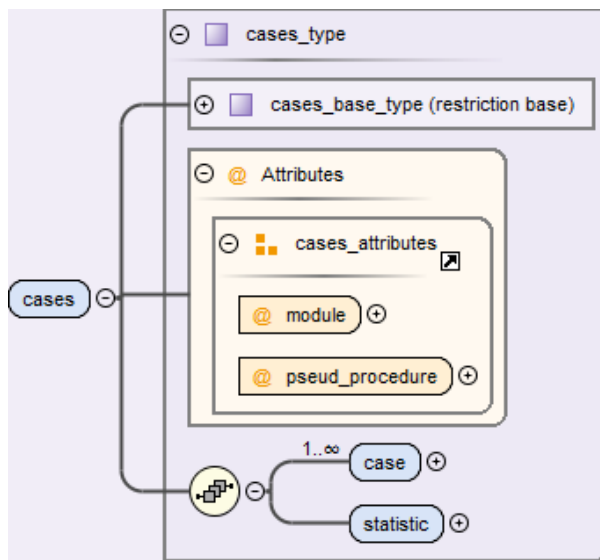 cases_type
cases_base_type (restriction base)
@ Attributes
cases_attributes
cases
@ module
@ pseud_procedure
1..∞
case
statistic